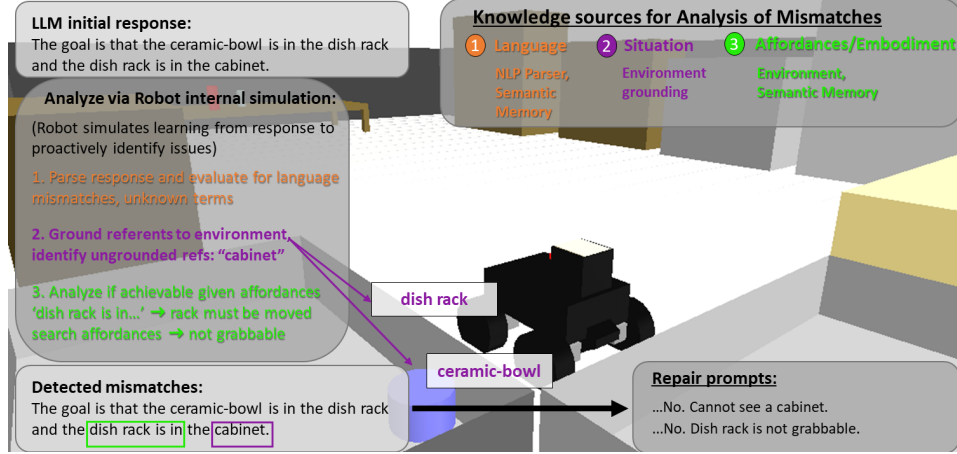 LLM initial response:
The goal is that the ceramic-bowl is in the dish rack
and the dish rack is in the cabinet.
Analyze via Robot internal simulation:
(Robot simulates learning from response to
proactively identify issues)
1. Parse response and evaluate for language
mismatches, unknown terms
2. Ground referents to environment,
identify ungrounded refs: “cabinet”
3. Analyze if achievable given affordances
‘dish rack is in…’ ➔ rack must be moved
search affordances ➔ not grabbable
Detected mismatches:
The goal is that the ceramic-bowl is in the dish rack
and the dish rack is in the cabinet.
Knowledge sources for Analysis of Mismatches
1 Language
NLP Parser,
Semantic
Memory
2 Situation
Environment
grounding
3 Affordances/Embodiment
Environment,
Semantic Memory
dish rack
ceramic-bowl
Repair prompts:
...No. Cannot see a cabinet.
...No. Dish rack is not grabbable.